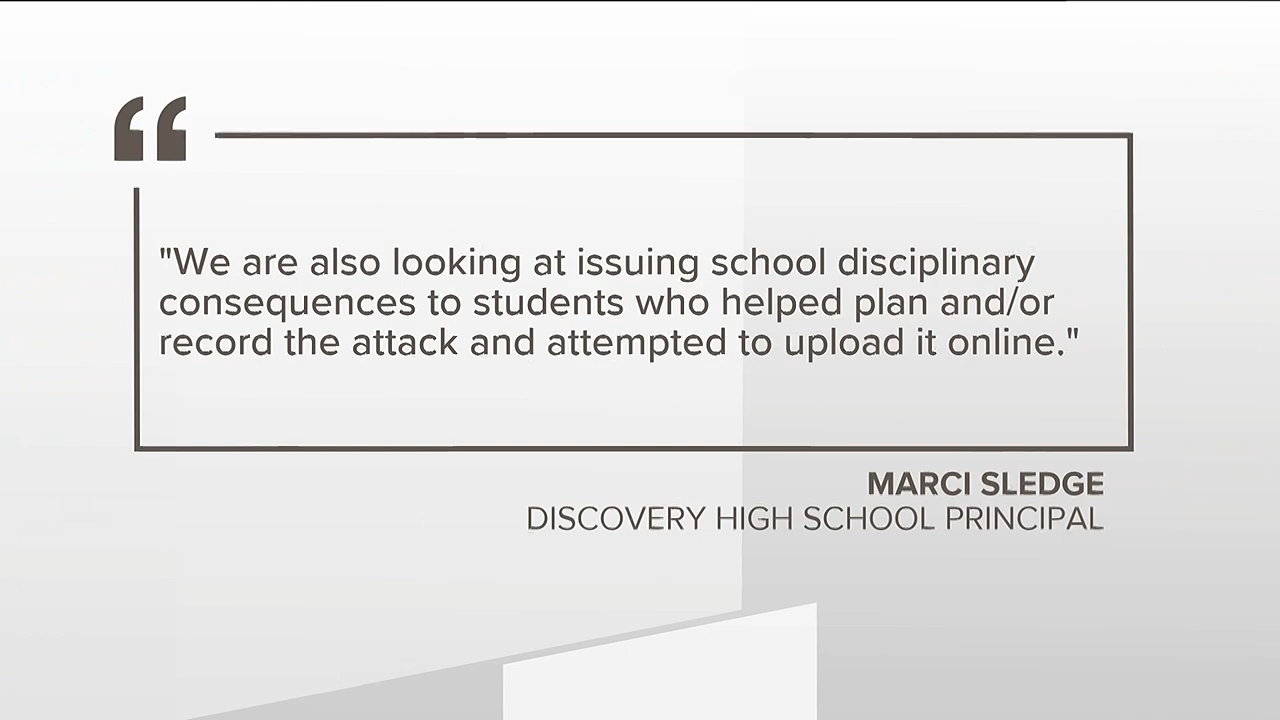 "We are also looking at issuing school disciplinary
consequences to students who helped plan and/or
record the attack and attempted to upload it online."
MARCI SLEDGE
DISCOVERY HIGH SCHOOL PRINCIPAL